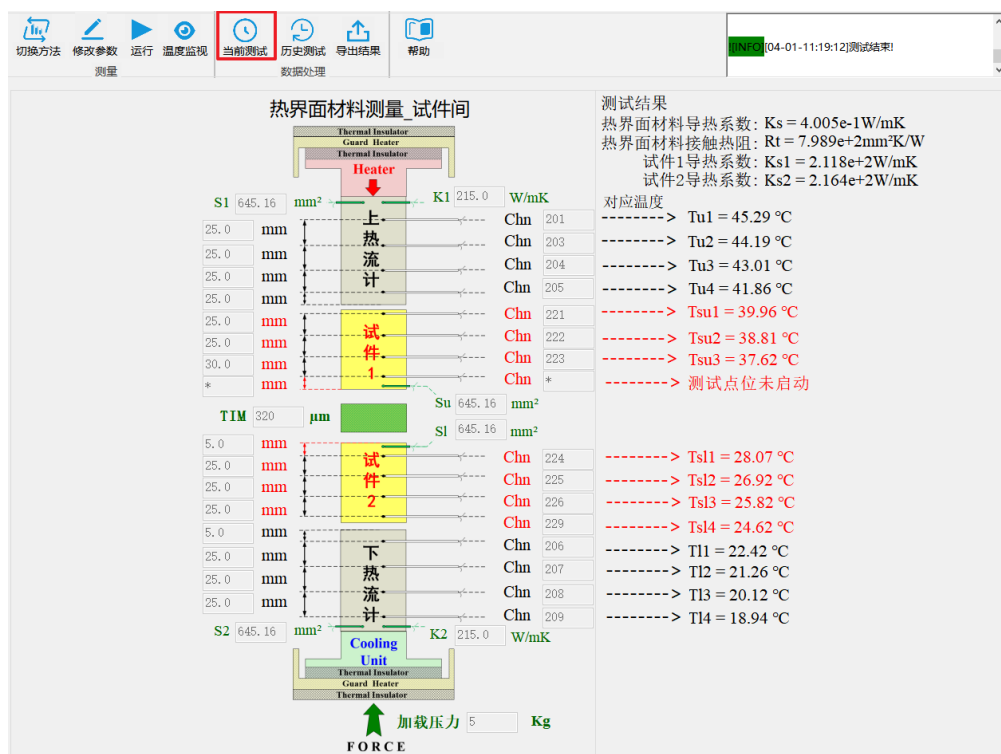 切换方法 修改参数 运行 温度监视 当前测试 历史测试 导出结果 帮助
测量 数据处理
![INFO][04-01-11:19:12]测试结束!
热界面材料测量_试件间
Thermal Insulator
Guard Heater
Thermal Insulator
Heater
S1 645.16 mm² K1 215.0 W/mK
上热流计
25.0 mm Chn 201
25.0 mm Chn 203
25.0 mm Chn 204
25.0 mm Chn 205
试件1
25.0 mm Chn 221
25.0 mm Chn 222
30.0 mm Chn 223
* mm Chn *
Su 645.16 mm²
TIM 320 μm
Sl 645.16 mm²
试件2
5.0 mm Chn 224
25.0 mm Chn 225
25.0 mm Chn 226
25.0 mm Chn 229
下热流计
5.0 mm Chn 206
25.0 mm Chn 207
25.0 mm Chn 208
25.0 mm Chn 209
S2 645.16 mm² K2 215.0 W/mK
Cooling
Unit
Thermal Insulator
Guard Heater
Thermal Insulator
加载压力 5 Kg
FORCE
测试结果
热界面材料导热系数: Ks = 4.005e-1W/mK
热界面材料接触热阻: Rt = 7.989e+2mm²K/W
试件1导热系数: Ks1 = 2.118e+2W/mK
试件2导热系数: Ks2 = 2.164e+2W/mK
对应温度
--------> Tu1 = 45.29 ℃
--------> Tu2 = 44.19 ℃
--------> Tu3 = 43.01 ℃
--------> Tu4 = 41.86 ℃
--------> Tsu1 = 39.96 ℃
--------> Tsu2 = 38.81 ℃
--------> Tsu3 = 37.62 ℃
--------> 测试点位未启动
--------> Tsl1 = 28.07 ℃
--------> Tsl2 = 26.92 ℃
--------> Tsl3 = 25.82 ℃
--------> Tsl4 = 24.62 ℃
--------> Tl1 = 22.42 ℃
--------> Tl2 = 21.26 ℃
--------> Tl3 = 20.12 ℃
--------> Tl4 = 18.94 ℃